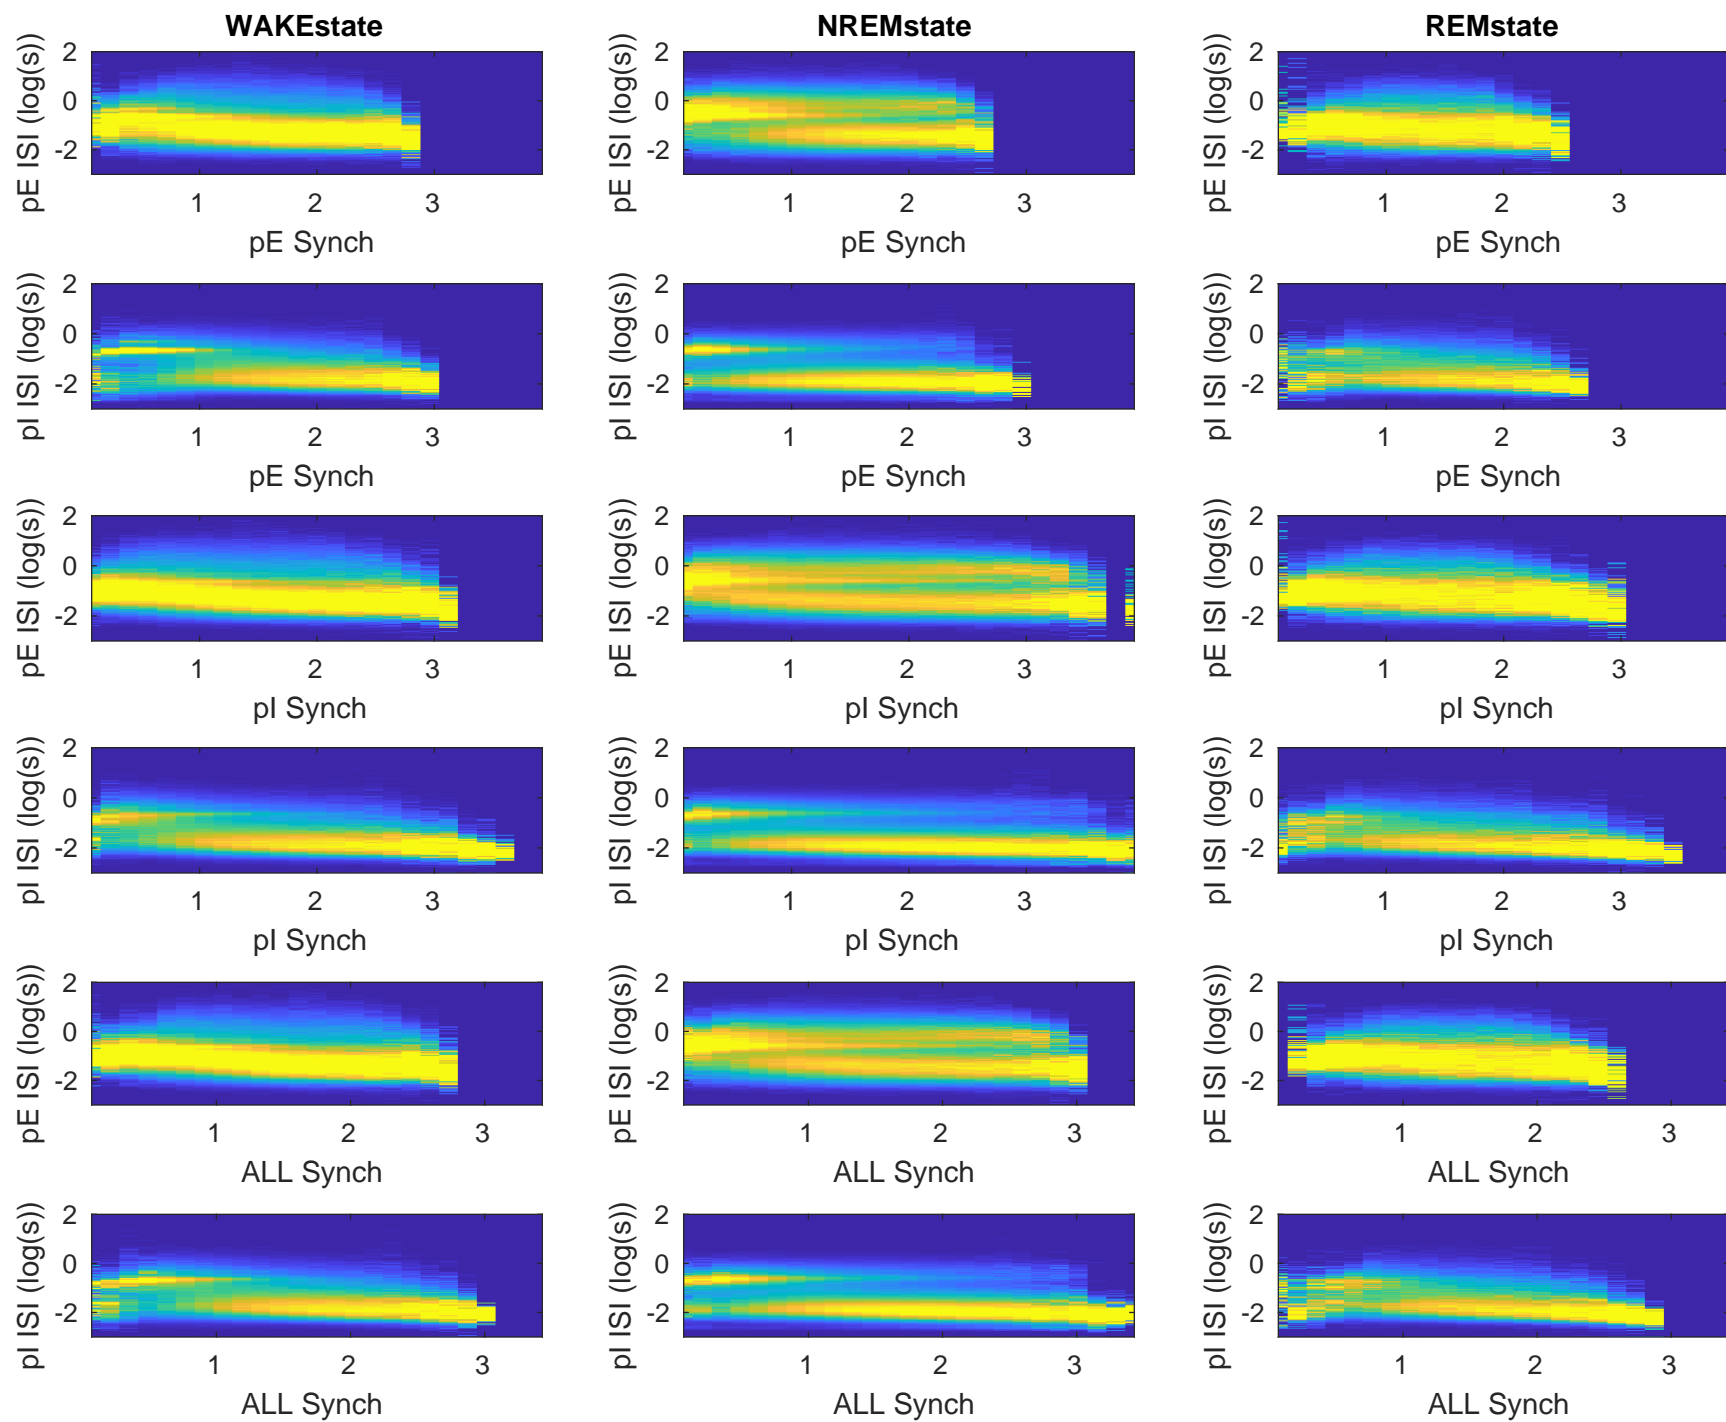 WAKEstate NREMstate REMstate
2 2 2
pE ISI (log(s)) pE ISI (log(s)) pE ISI (log(s))
0 0 0
-2 -2 -2
1 2 3 1 2 3 1 2 3
pE Synch pE Synch pE Synch
2 2 2
pI ISI (log(s)) pI ISI (log(s)) pI ISI (log(s))
0 0 0
-2 -2 -2
1 2 3 1 2 3 1 2 3
pE Synch pE Synch pE Synch
2 2 2
pE ISI (log(s)) pE ISI (log(s)) pE ISI (log(s))
0 0 0
-2 -2 -2
1 2 3 1 2 3 1 2 3
pI Synch pI Synch pI Synch
2 2 2
pI ISI (log(s)) pI ISI (log(s)) pI ISI (log(s))
0 0 0
-2 -2 -2
1 2 3 1 2 3 1 2 3
pI Synch pI Synch pI Synch
2 2 2
pE ISI (log(s)) pE ISI (log(s)) pE ISI (log(s))
0 0 0
-2 -2 -2
1 2 3 1 2 3 1 2 3
ALL Synch ALL Synch ALL Synch
2 2 2
pI ISI (log(s)) pI ISI (log(s)) pI ISI (log(s))
0 0 0
-2 -2 -2
1 2 3 1 2 3 1 2 3
ALL Synch ALL Synch ALL Synch